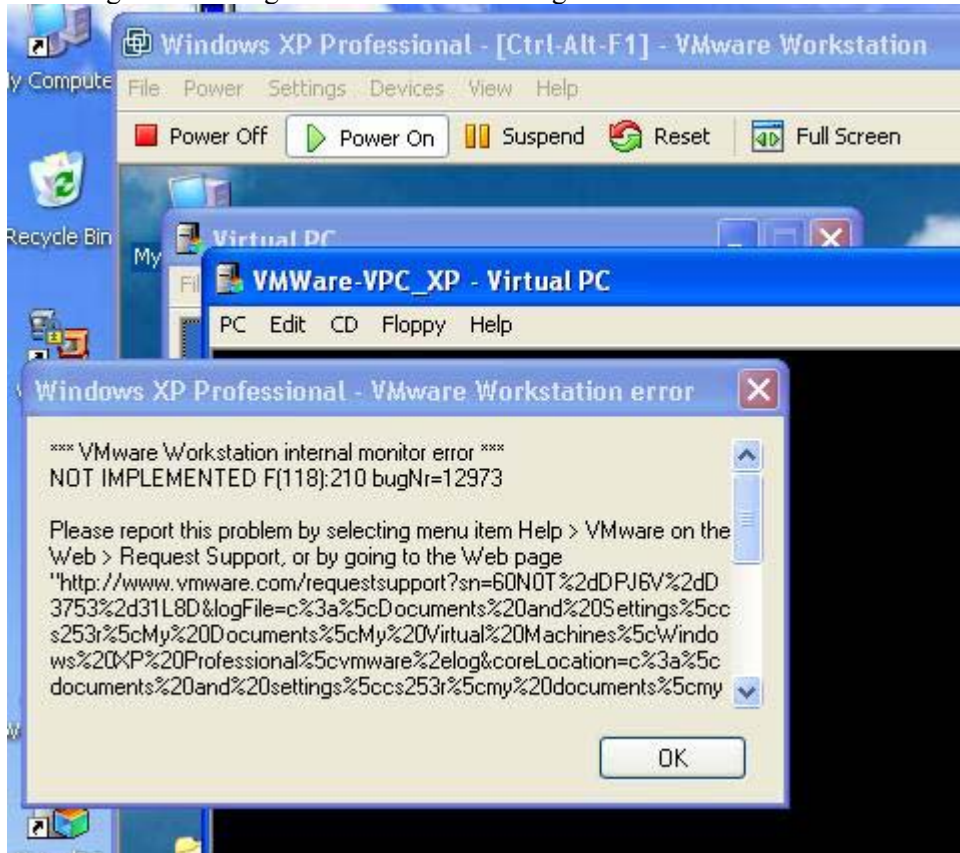 My Compute
Windows XP Professional - [Ctrl-Alt-F1] - VMware Workstation
File Power Settings Devices View Help
Power Off Power On Suspend Reset Full Screen
Recycle Bin
My
Virtual PC
Fil
VMWare-VPC_XP - Virtual PC
PC Edit CD Floppy Help
Windows XP Professional - VMware Workstation error
*** VMware Workstation internal monitor error ***
NOT IMPLEMENTED F(118):210 bugNr=12973
Please report this problem by selecting menu item Help > VMware on the
Web > Request Support, or by going to the Web page
"http://www.vmware.com/requestsupport?sn=60N0T%2dDPJ6V%2dD
3753%2d31L8D&logFile=c%3a%5cDocuments%20and%20Settings%5cc
s253r%5cMy%20Documents%5cMy%20Virtual%20Machines%5cWindo
ws%20XP%20Professional%5cvmware%2elog&coreLocation=c%3a%5c
documents%20and%20settings%5ccs253r%5cmy%20documents%5cmy
OK